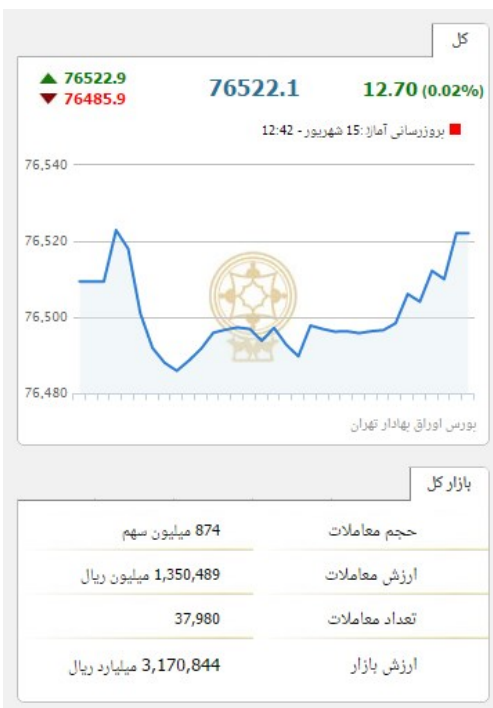 کل
76522.9 76522.1 12.70 (0.02%)
76485.9
بروزرسانی آمار: 15 شهریور - 12:42
76,540
76,520
76,500
76,480
بورس اوراق بهادار تهران
بازار کل
حجم معاملات 874 میلیون سهم
ارزش معاملات 1,350,489 میلیون ریال
تعداد معاملات 37,980
ارزش بازار 3,170,844 میلیارد ریال